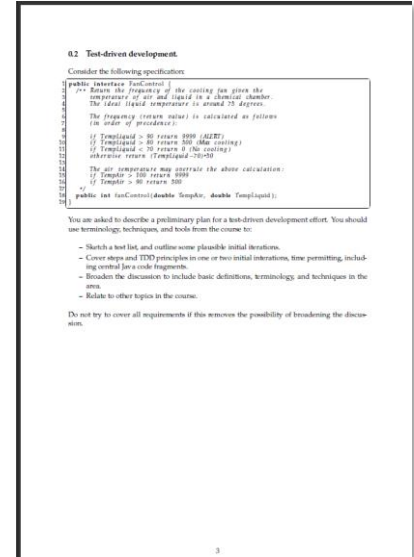 0.2 Test-driven development.
Consider the following specification:
1 public interface FanControl {
2 /** Return the frequency of the cooling fan given the
3 temperature of air and liquid in a chemical chamber.
4 The ideal liquid temperature is around 75 degrees.
5
6 The frequency (return value) is calculated as follows
7 (in order of precedence):
8
9 if TempLiquid > 90 return 9999 (ALERT)
10 if TempLiquid > 80 return 500 (Max cooling)
11 if TempLiquid < 70 return 0 (No cooling)
12 otherwise return (TempLiquid-70)*50
13
14 The air temperature may overrule the above calculation:
15 if TempAir > 100 return 9999
16 if TempAir > 90 return 500
17 */
18 public int fanControl(double TempAir, double TempLiquid);
19 }
You are asked to describe a preliminary plan for a test-driven development effort. You should
use terminology, techniques, and tools from the course to:
– Sketch a test list, and outline some plausible initial iterations.
– Cover steps and TDD principles in one or two initial interations, time permitting, includ-
ing central Java code fragments.
– Broaden the discussion to include basic definitions, terminology, and techniques in the
area.
– Relate to other topics in the course.
Do not try to cover all requirements if this removes the possibility of broadening the discus-
sion.
3